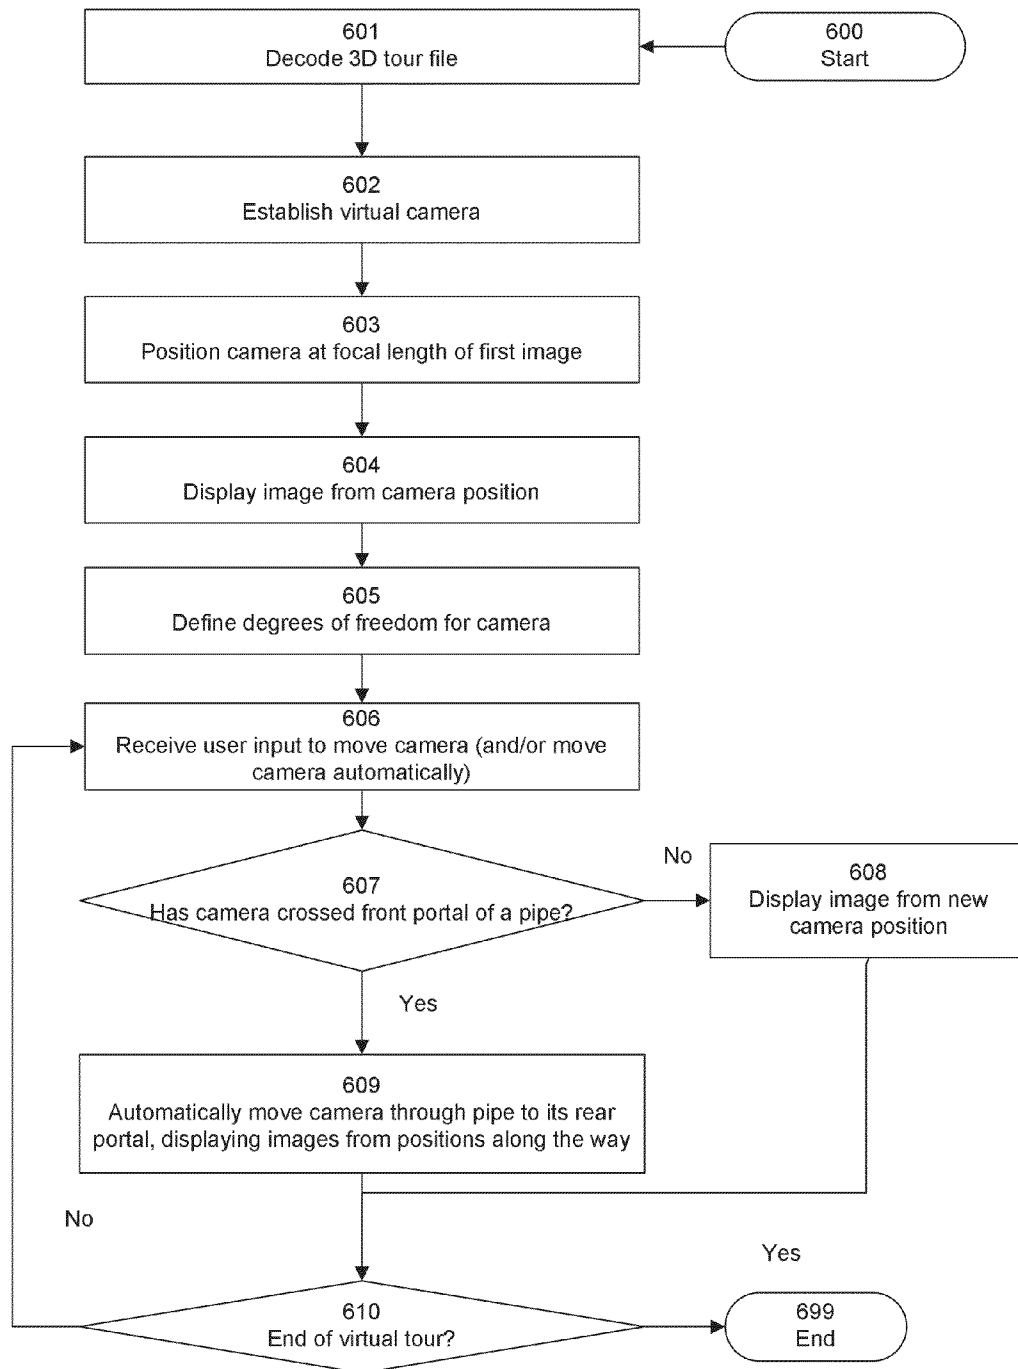 600
Start
601
Decode 3D tour file
602
Establish virtual camera
603
Position camera at focal length of first image
604
Display image from camera position
605
Define degrees of freedom for camera
606
Receive user input to move camera (and/or move
camera automatically)
607
Has camera crossed front portal of a pipe?
No
608
Display image from new
camera position
Yes
609
Automatically move camera through pipe to its rear
portal, displaying images from positions along the way
No
610
End of virtual tour?
Yes
699
End